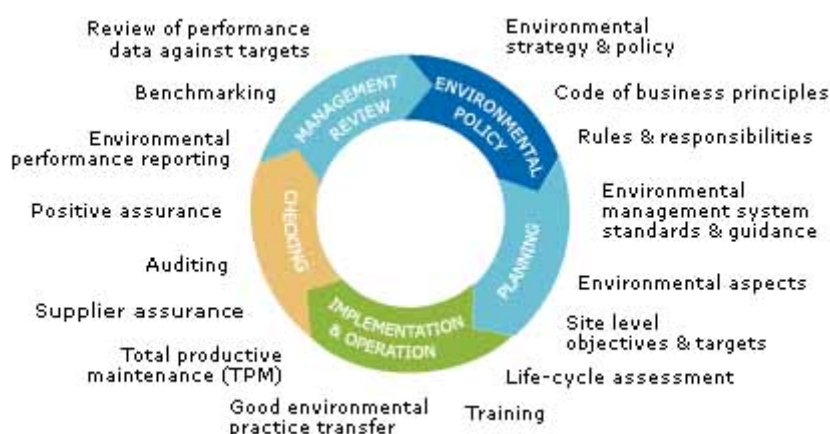 Review of performance
data against targets
Benchmarking
Environmental
performance reporting
Positive assurance
Auditing
Supplier assurance
Total productive
maintenance (TPM)
Good environmental
practice transfer
Training
Life-cycle assessment
Site level
objectives & targets
Environmental aspects
Environmental
management system
standards & guidance
Rules & responsibilities
Code of business principles
Environmental
strategy & policy
MANAGEMENT
REVIEW
ENVIRONMENTAL
POLICY
PLANNING
IMPLEMENTATION
& OPERATION
CHECKING